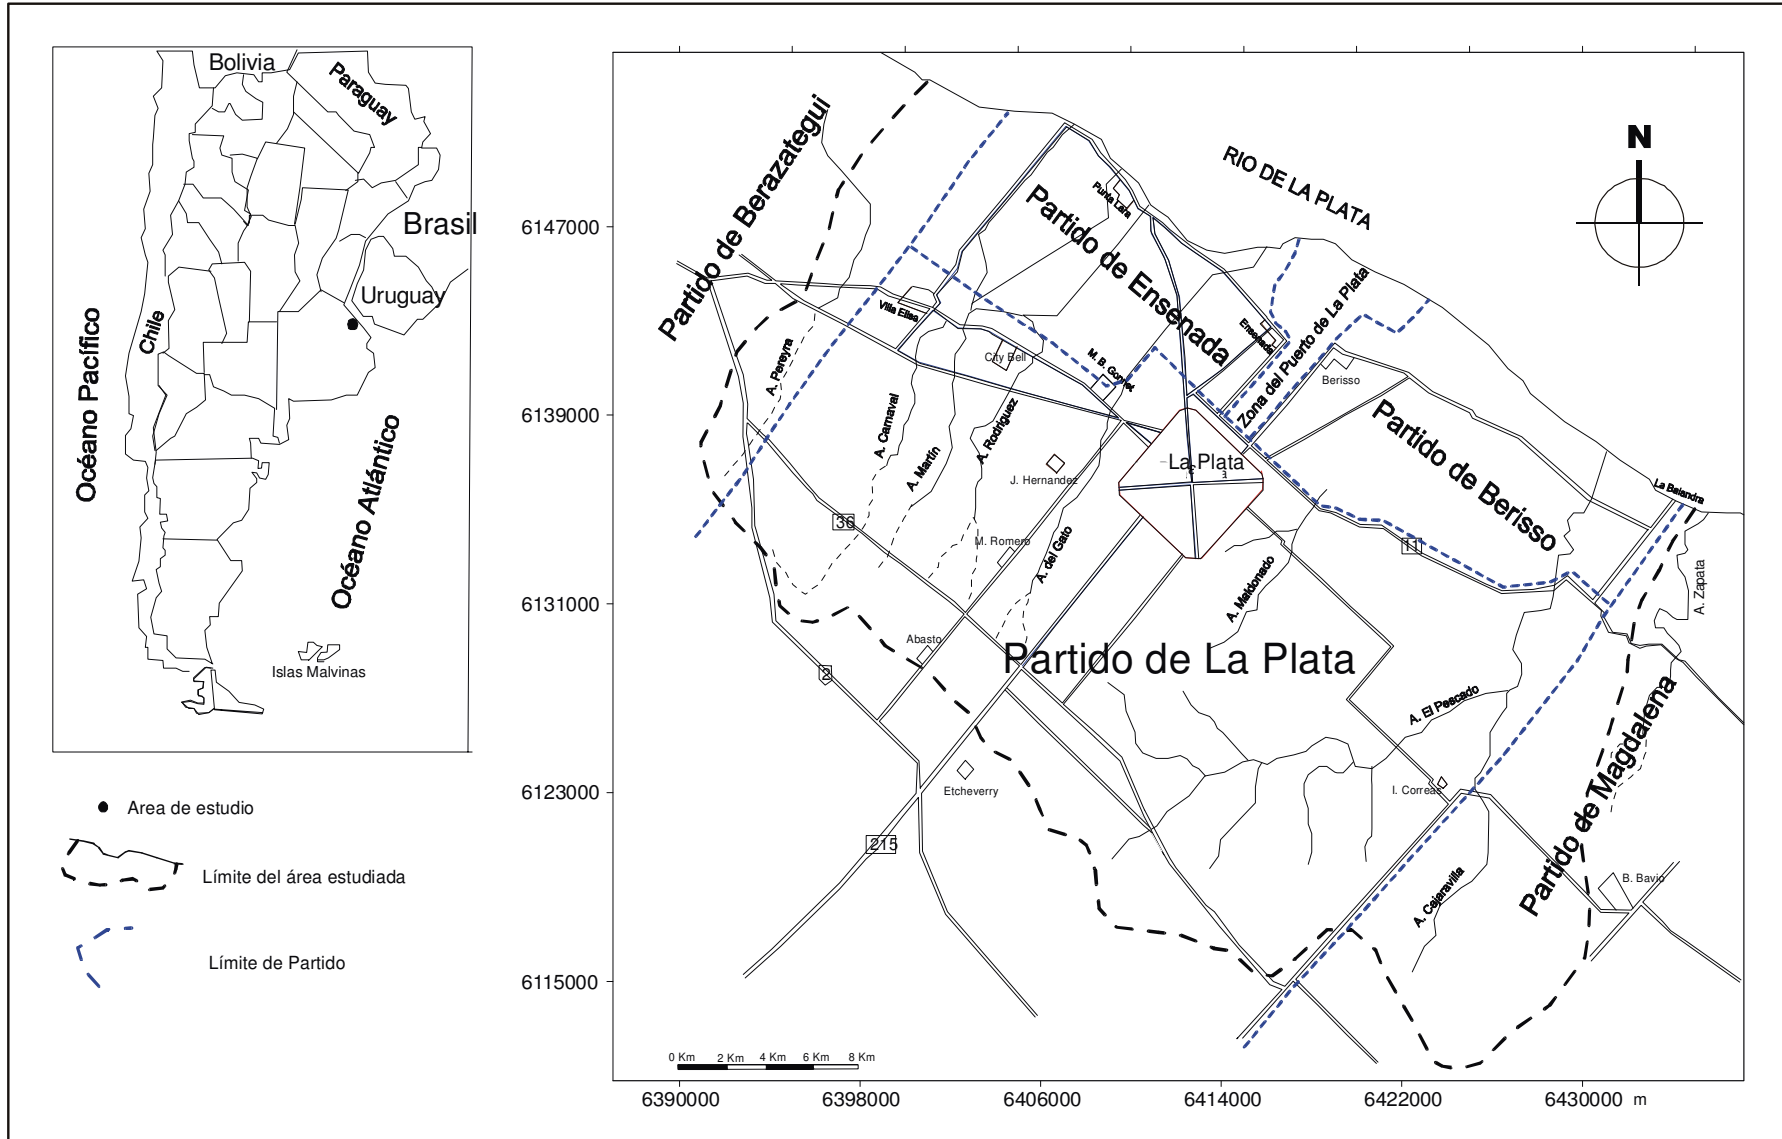 Bolivia
Paraguay
Brasil
Uruguay
Chile
Océano Pacífico
Océano Atlántico
Islas Malvinas
Area de estudio
Límite del área estudiada
Límite de Partido
N
RIO DE LA PLATA
Partido de Berazategui
Partido de Ensenada
Punta Lara
Zona del Puerto de La Plata
Ensenada
Villa Elisa
City Bell
M. B. Gonnet
Berisso
Partido de Berisso
La Balandra
A. Pereyra
A. Carnaval
A. Martín
A. Rodriguez
J. Hernandez
La Plata
36
M. Romero
A. del Gato
A. Maldonado
11
A. Zapata
Abasto
2
Partido de La Plata
A. El Pescado
Partido de Magdalena
Etcheverry
I. Correas
215
A. Cajaravilla
B. Bavio
6147000
6139000
6131000
6123000
6115000
0 Km 2 Km 4 Km 6 Km 8 Km
6390000 6398000 6406000 6414000 6422000 6430000 m